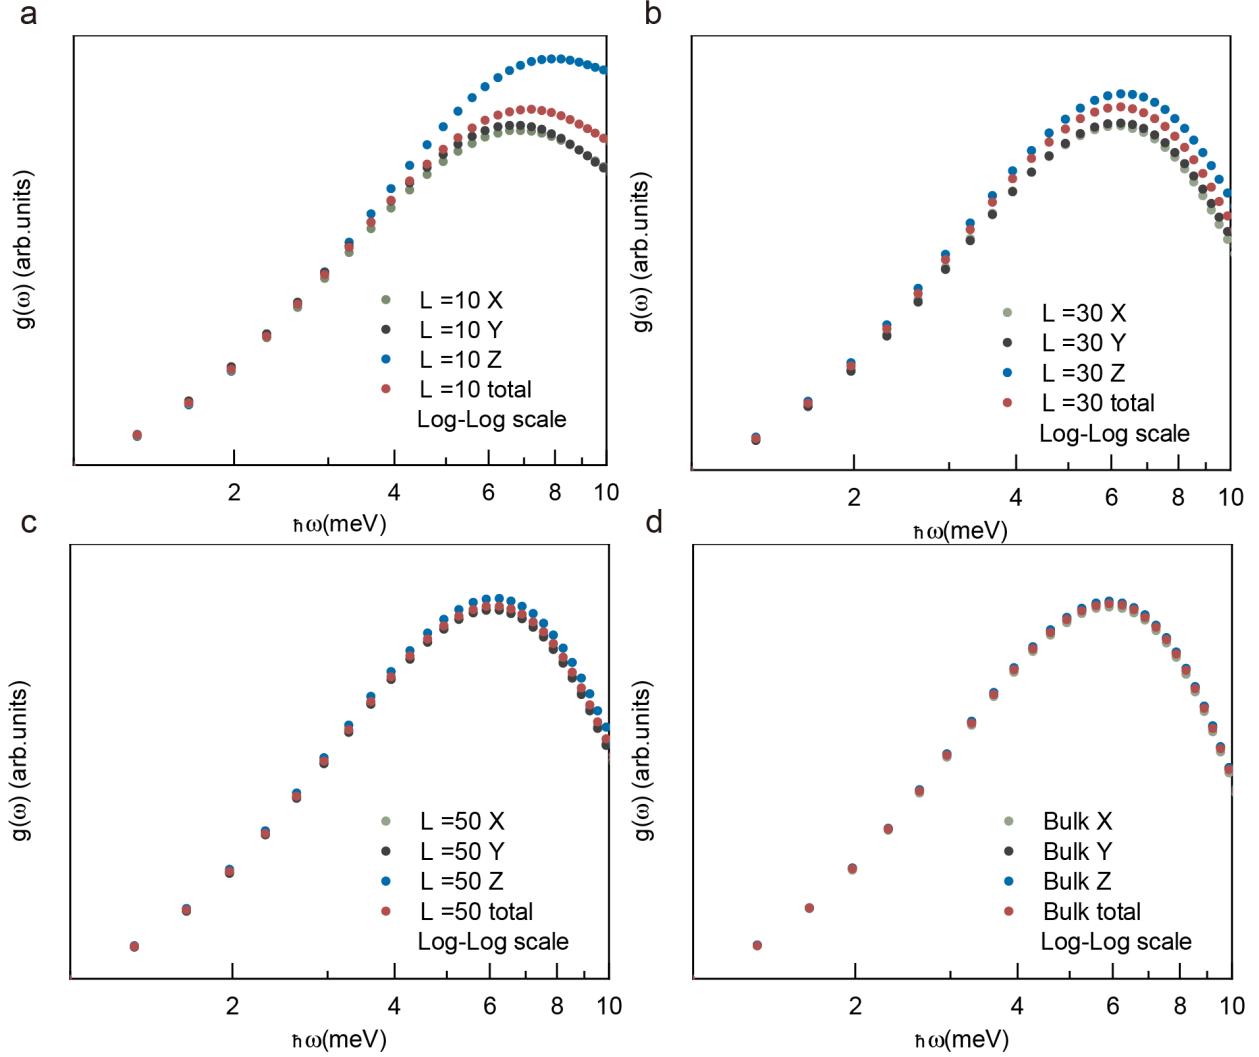 a
g(ω) (arb.units)
L =10 X
L =10 Y
L =10 Z
L =10 total
Log-Log scale
2 4 6 8 10
ħω(meV)
b
g(ω) (arb.units)
L =30 X
L =30 Y
L =30 Z
L =30 total
Log-Log scale
2 4 6 8 10
ħω(meV)
c
g(ω) (arb.units)
L =50 X
L =50 Y
L =50 Z
L =50 total
Log-Log scale
2 4 6 8 10
ħω(meV)
d
g(ω) (arb.units)
Bulk X
Bulk Y
Bulk Z
Bulk total
Log-Log scale
2 4 6 8 10
ħω(meV)